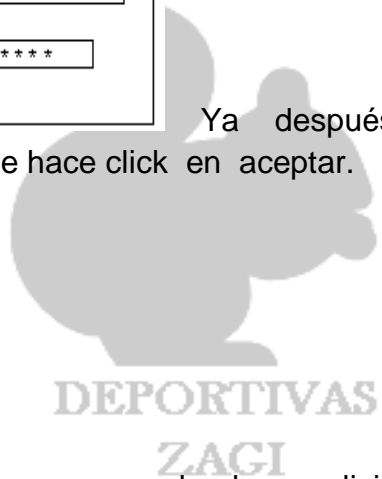 ****
Ya después
e hace click en aceptar.
DEPORTIVAS
ZAGI